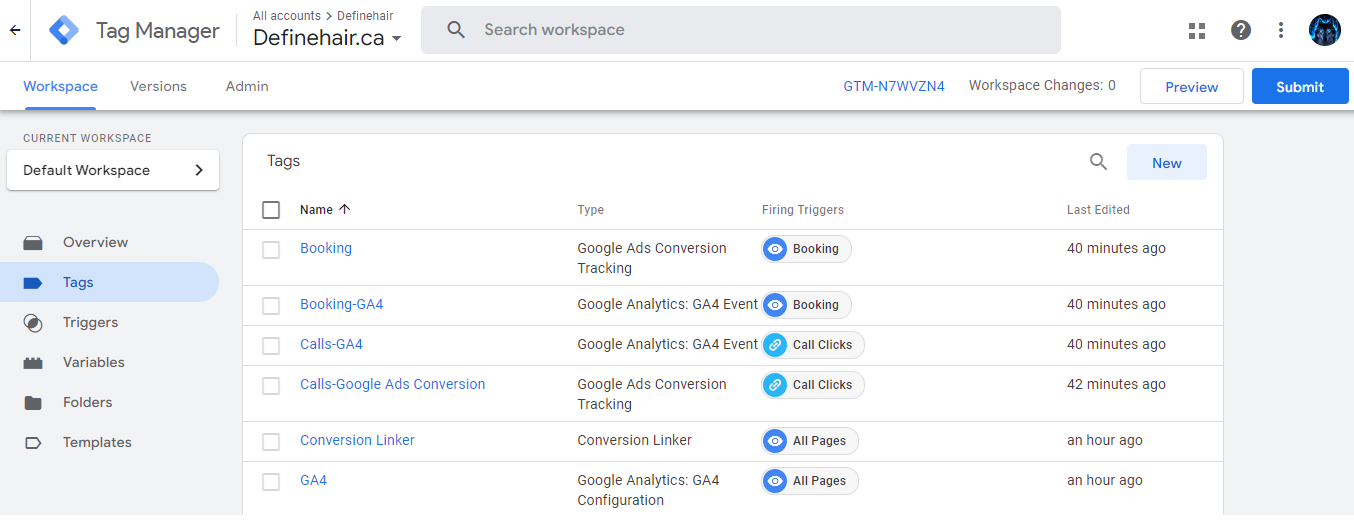 Tag Manager
All accounts > Definehair
Definehair.ca
Search workspace
Workspace
Versions
Admin
GTM-N7WVZN4
Workspace Changes: 0
Preview
Submit
CURRENT WORKSPACE
Default Workspace
Overview
Tags
Triggers
Variables
Folders
Templates
Tags
New
Name Type Firing Triggers Last Edited
Booking Google Ads Conversion Booking 40 minutes ago
Tracking
Booking-GA4 Google Analytics: GA4 Event Booking 40 minutes ago
Calls-GA4 Google Analytics: GA4 Event Call Clicks 40 minutes ago
Calls-Google Ads Conversion Google Ads Conversion Call Clicks 42 minutes ago
Tracking
Conversion Linker Conversion Linker All Pages an hour ago
GA4 Google Analytics: GA4 All Pages an hour ago
Configuration